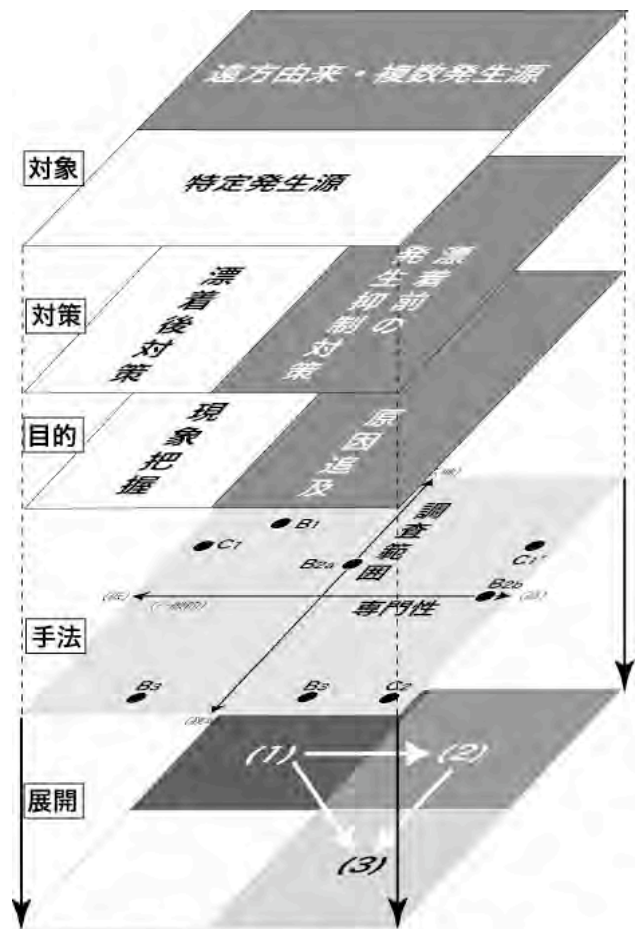 遠方由来・複数発生源
対象
特定発生源
対策
漂着後対策
漂着前の
発生抑制対策
目的
現象把握
原因追及
調査範囲
B1
C1
B2a
C1'
B2b
専門性
手法
B3
B3
C2
(1)
(2)
展開
(3)